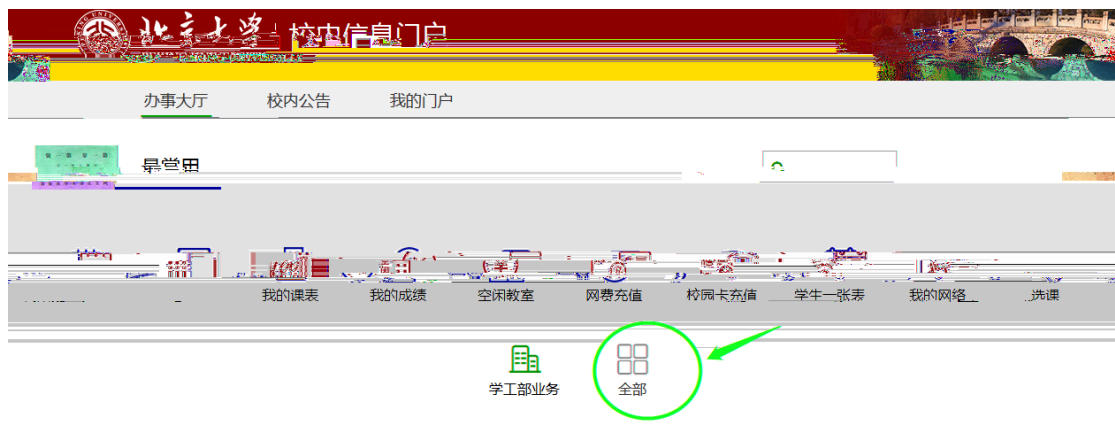 北京大学 校内信息门户
办事大厅 校内公告 我的门户
最常用
我的课表 我的成绩 空闲教室 网费充值 校园卡充值 学生一张表 我的网络 选课
学工部业务 全部